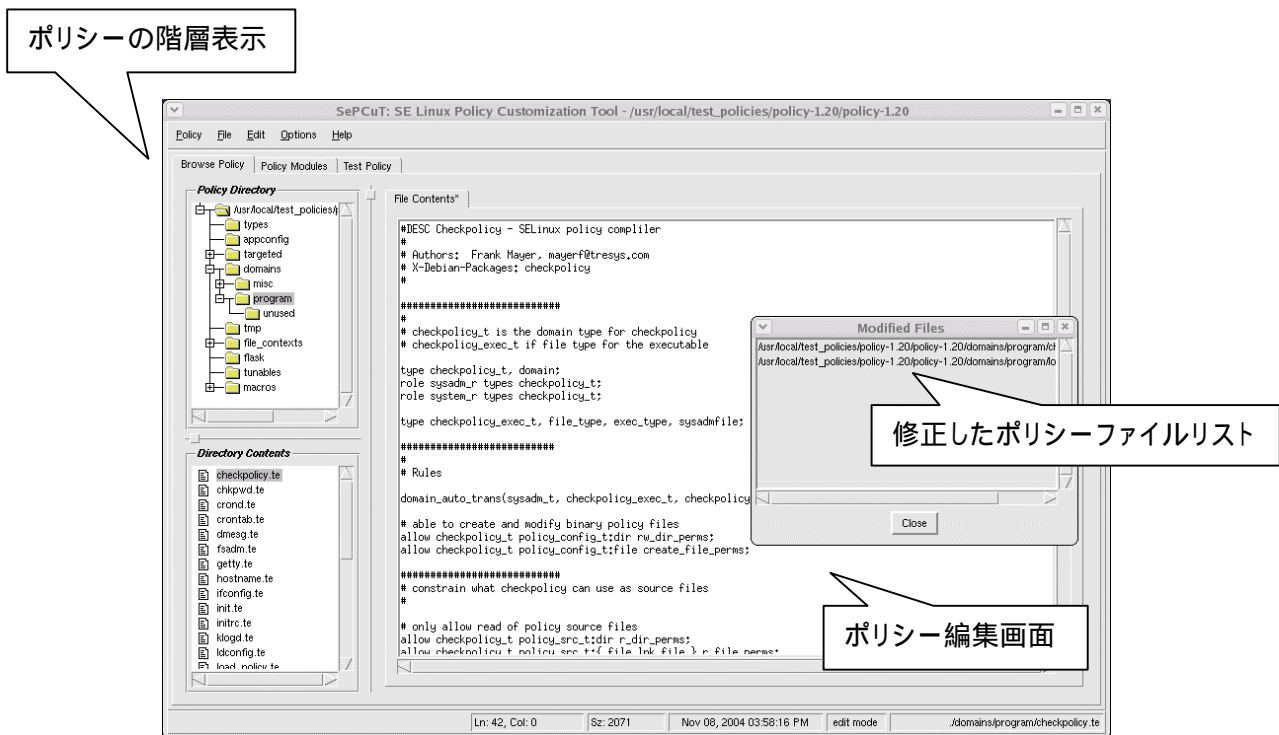 ポリシーの階層表示
SePCuT: SE Linux Policy Customization Tool - /usr/local/test_policies/policy-1.20/policy-1.20
Policy File Edit Options Help
Browse Policy Policy Modules Test Policy
Policy Directory
/usr/local/test_policies/
types
appconfig
targeted
domains
misc
program
unused
tmp
file_contexts
flask
tunables
macros
Directory Contents
checkpolicy.te
chkpwd.te
crond.te
crontab.te
dmesg.te
fsadm.te
getty.te
hostname.te
ifconfig.te
init.te
initrc.te
klogd.te
ldconfig.te
load_policy.te
File Contents*
#DESC Checkpolicy - SELinux policy compliler
#
# Authors: Frank Mayer, mayerf@tresys.com
# X-Debian-Packages: checkpolicy
#
###########################
#
# checkpolicy_t is the domain type for checkpolicy
# checkpolicy_exec_t if file type for the executable
type checkpolicy_t, domain;
role sysadm_r types checkpolicy_t;
role system_r types checkpolicy_t;
type checkpolicy_exec_t, file_type, exec_type, sysadmfile;
##########################
#
# Rules
domain_auto_trans(sysadm_t, checkpolicy_exec_t, checkpolicy
# able to create and modify binary policy files
allow checkpolicy_t policy_config_t:dir rw_dir_perms;
allow checkpolicy_t policy_config_t:file create_file_perms;
###########################
# constrain what checkpolicy can use as source files
#
# only allow read of policy source files
allow checkpolicy_t policy_src_t:dir r_dir_perms;
allow checkpolicy_t policy_src_t:{ file lnk_file } r_file_perms;
Modified Files
/usr/local/test_policies/policy-1.20/policy-1.20/domains/program/ch
/usr/local/test_policies/policy-1.20/policy-1.20/domains/program/lo
Close
修正したポリシーファイルリスト
ポリシー編集画面
Ln: 42, Col: 0 Sz: 2071 Nov 08, 2004 03:58:16 PM edit mode ./domains/program/checkpolicy.te